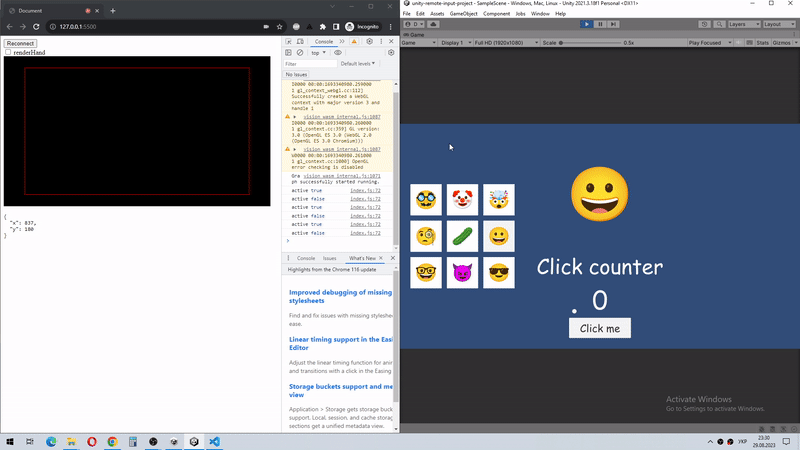 Document
127.0.0.1:5500
Incognito
Reconnect
renderHand
{
"x": 837,
"y": 180
}
Console
top
Default levels
Filter
No Issues
I0000 00:00:1693340980.259000
1 gl_context_webgl.cc:112]
Successfully created a WebGL
context with major version 3 and
handle 1
vision_wasm_internal.js:1087
I0000 00:00:1693340980.260000
1 gl_context.cc:359] GL version:
3.0 (OpenGL ES 3.0 (WebGL 2.0
(OpenGL ES 3.0 Chromium)))
vision_wasm_internal.js:1087
W0000 00:00:1693340980.261000
1 gl_context.cc:1000] OpenGL
error checking is disabled
Gra vision_wasm_internal.js:1071
ph successfully started running.
active true index.js:72
active false index.js:72
active true index.js:72
active false index.js:72
active true index.js:72
active false index.js:72
Console Issues What's New
Highlights from the Chrome 116 update
Improved debugging of missing
stylesheets
Find and fix issues with missing styleshe
ease.
Linear timing support in the Easi
Editor
Adjust the linear timing function for anim
and transitions with a click in the Easing
Storage buckets support and me
view
Application > Storage gets storage buck
support. Local, session, and cache storag
sections get a unified metadata view.
unity-remote-input-project - SampleScene - Windows, Mac, Linux - Unity 2021.3.18f1 Personal <DX11>
File Edit Assets GameObject Component Jobs Window Help
D
Layers Layout
Game
Game Display 1 Full HD (1920x1080) Scale 0.5x Play Focused Stats Gizmos
Click counter
. 0
Click me
Activate Windows
Go to Settings to activate Windows.
УКР
23:30
29.08.2023